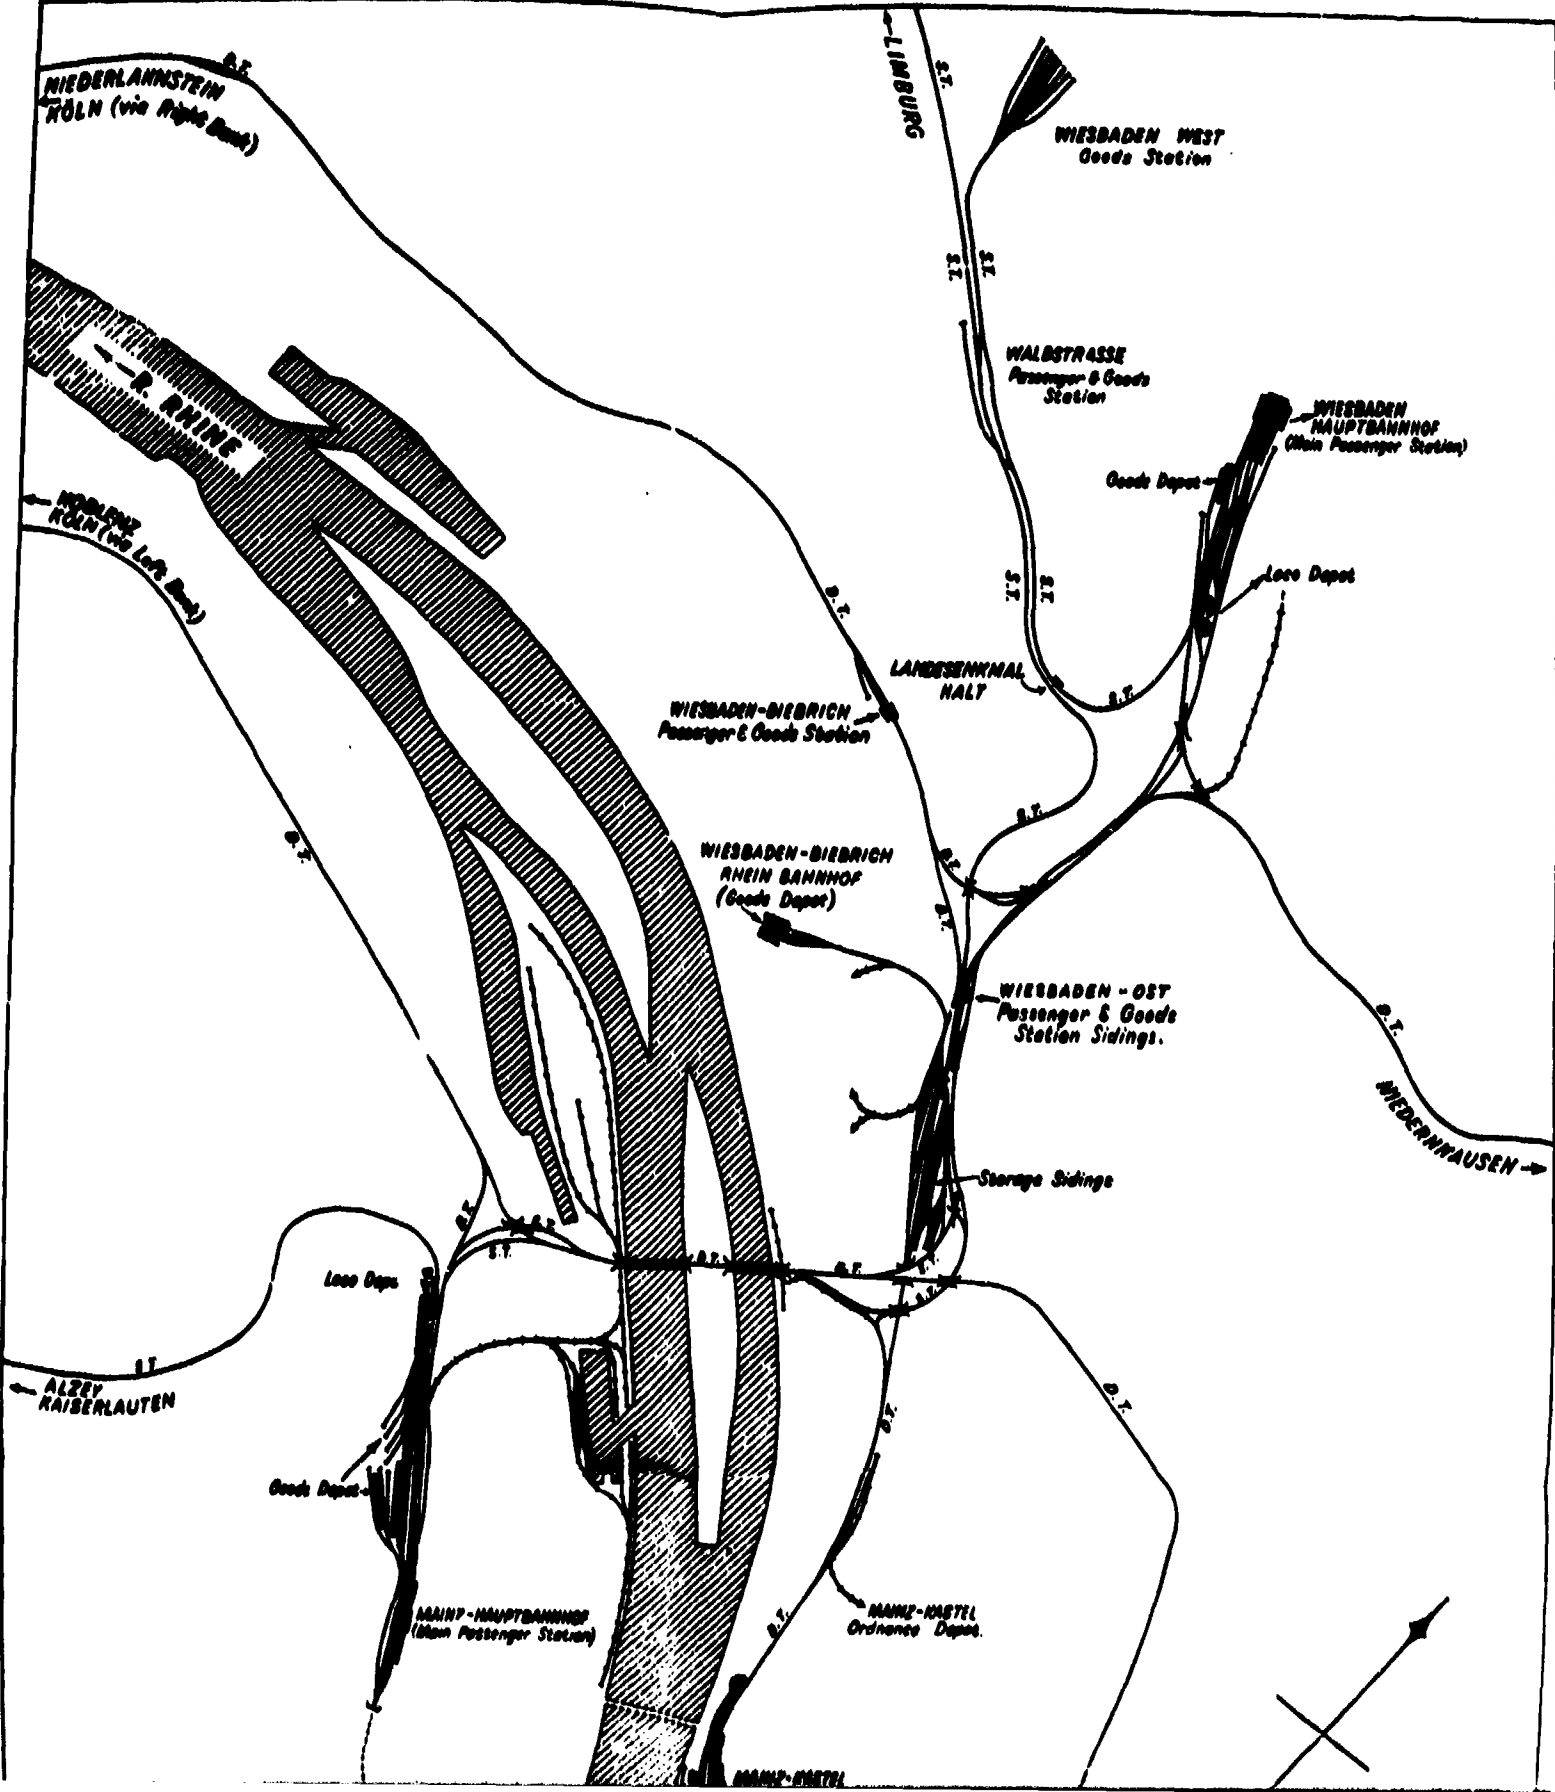 D.T.
NIEDERLAHNSTEIN
KÖLN (via Right Bank)
LIMBURG
S.T.
WIESBADEN WEST
Goods Station
S.T.
S.T.
R. RHINE
WALDSTRASSE
Passenger & Goods
Station
WIESBADEN
HAUPTBAHNHOF
(Main Passenger Station)
Goods Depot
KOBLENZ
KÖLN (via Left Bank)
Loco Depot
S.T.
S.T.
D.T.
LANDESENKMAL
HALT
S.T.
WIESBADEN-BIEBRICH
Passenger & Goods Station
D.T.
S.T.
WIESBADEN-BIEBRICH
RHEIN BAHNHOF
(Goods Depot)
D.T.
D.T.
WIESBADEN-OST
Passenger & Goods
Station Sidings.
D.T.
NIEDERNHAUSEN
Storage Sidings
D.T.
S.T.
S.T.
D.T.
D.T.
S.T.
S.T.
Loco Depot
S.T.
ALZEY
KAISERLAUTEN
D.T.
D.T.
Goods Depot
MAINZ-HAUPTBAHNHOF
(Main Passenger Station)
D.T.
MAINZ-KASTEL
Ordnance Depot.
MAINZ-KASTEL